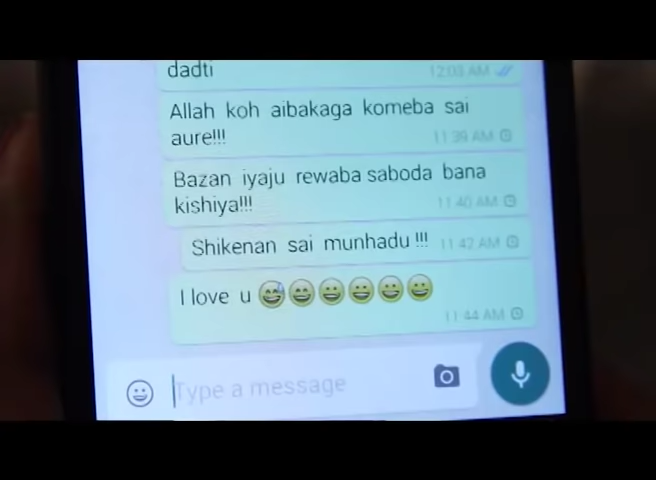 dadti
12:03 AM
Allah koh aibakaga komeba sai
aure!!!
11:39 AM
Bazan iyaju rewaba saboda bana
kishiya!!!
11:40 AM
Shikenan sai munhadu !!! 11:42 AM
I love u 😅😄😀😀😀😀
11:44 AM
Type a message